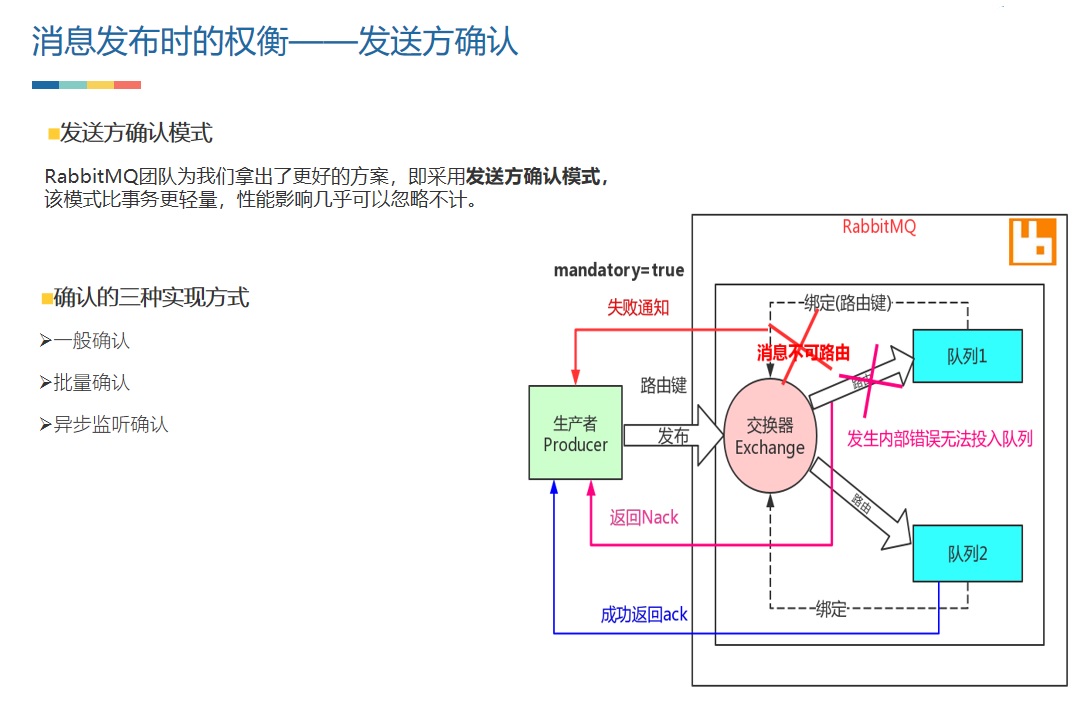 消息发布时的权衡——发送方确认
■发送方确认模式
RabbitMQ团队为我们拿出了更好的方案，即采用发送方确认模式，
该模式比事务更轻量，性能影响几乎可以忽略不计。
■确认的三种实现方式
➢一般确认
➢批量确认
➢异步监听确认
RabbitMQ
mandatory=true
失败通知
绑定(路由键)
消息不可路由
队列1
路由键
路由
生产者
Producer
发布
交换器
Exchange
发生内部错误无法投入队列
路由
返回Nack
队列2
绑定
成功返回ack